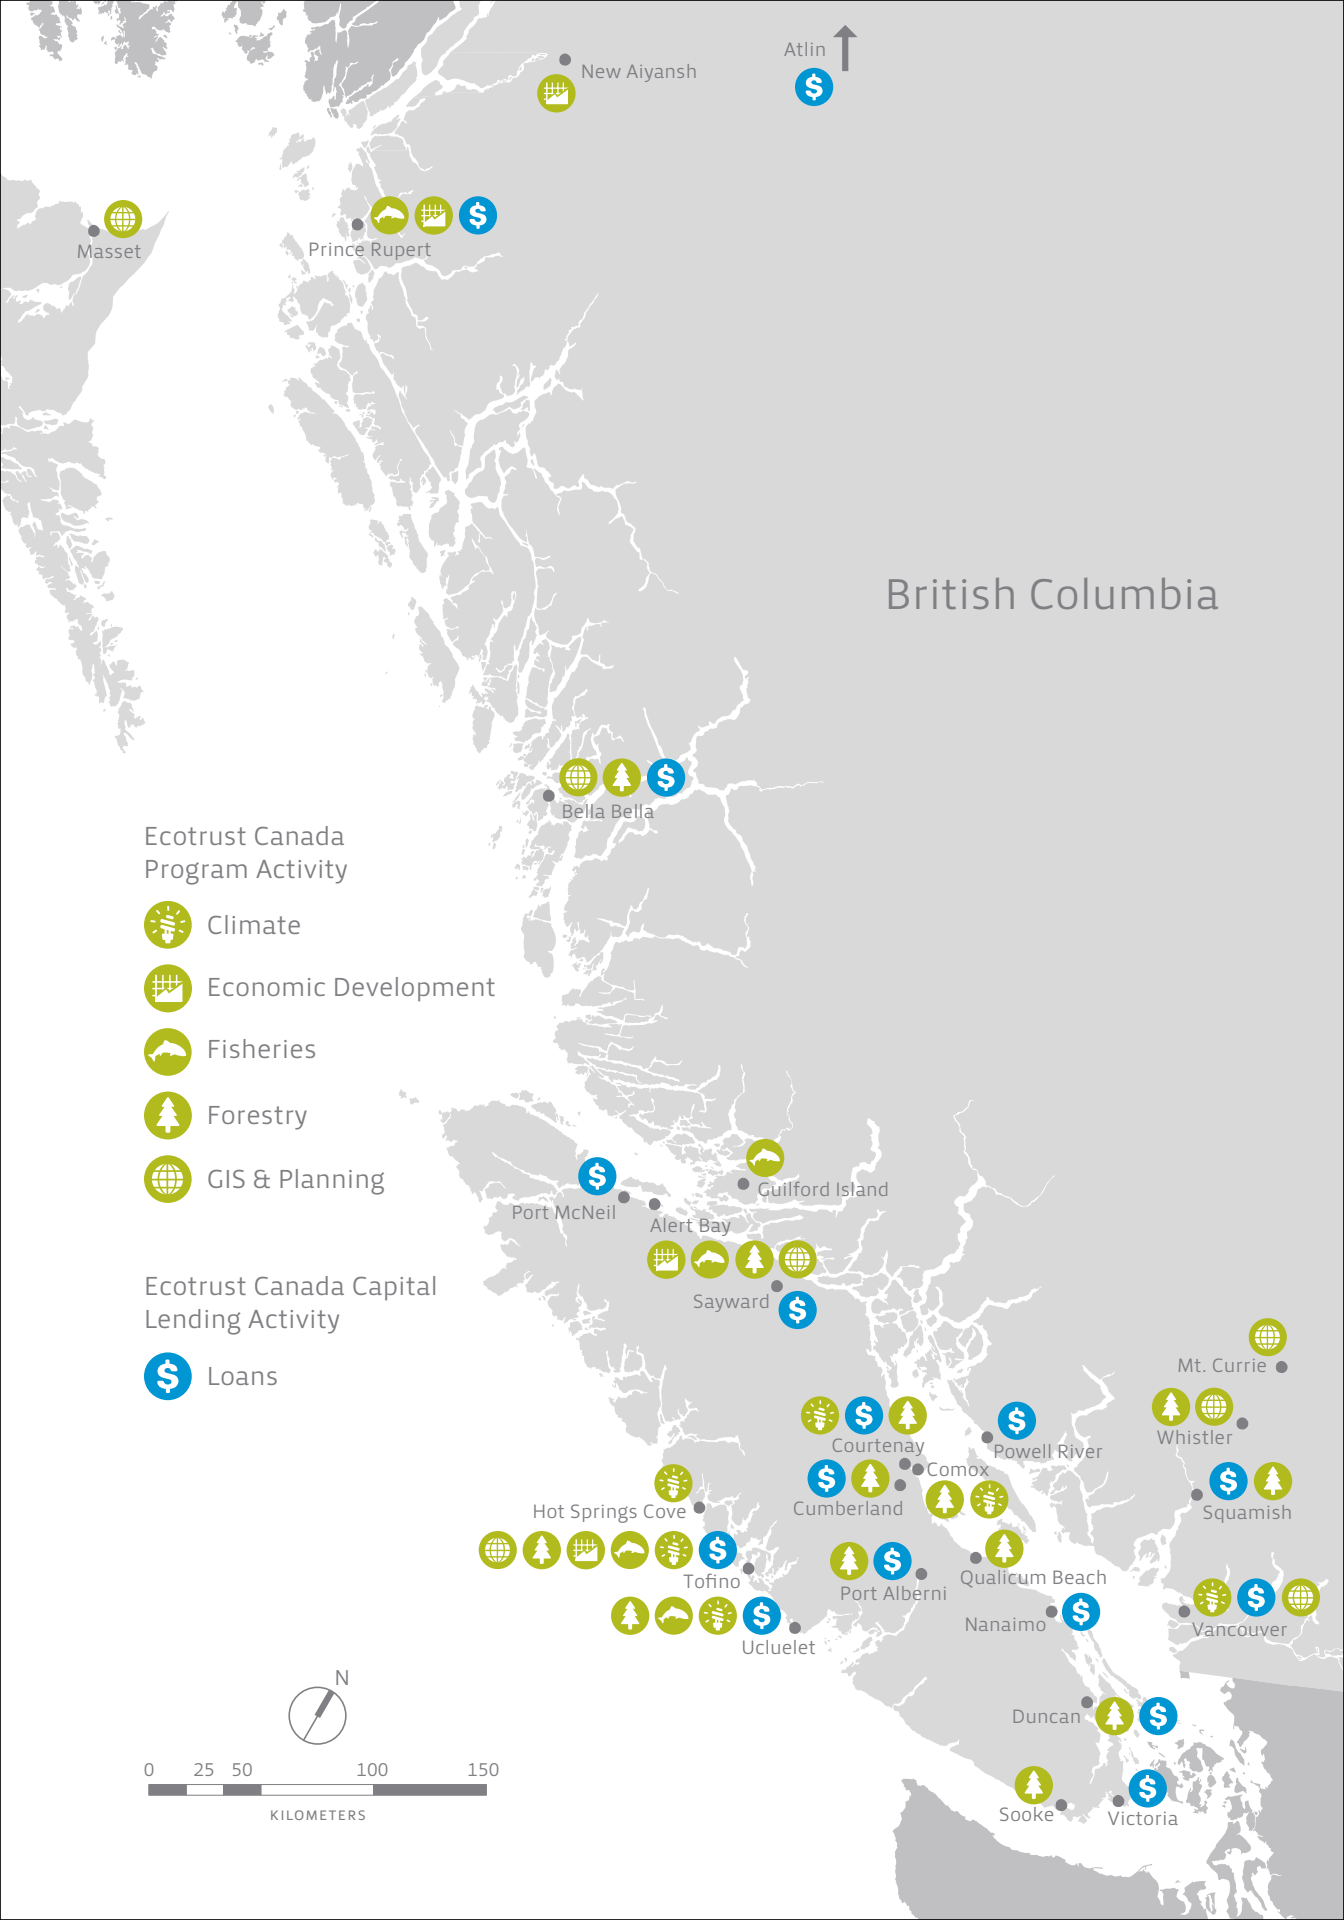 Atlin
New Aiyansh
$
Masset
$
Prince Rupert
British Columbia
$
Bella Bella
Ecotrust Canada
Program Activity
Climate
Economic Development
Fisheries
Forestry
GIS & Planning
$
Guilford Island
Port McNeil
Alert Bay
Ecotrust Canada Capital
Lending Activity
Sayward
$
$ Loans
Mt. Currie
$
$
Whistler
Courtenay
Powell River
Comox
$
$
Cumberland
Squamish
Hot Springs Cove
$
$
Tofino
Port Alberni
Qualicum Beach
$
$
$
Nanaimo
Vancouver
Ucluelet
N
Duncan
$
0 25 50 100 150
KILOMETERS
$
Sooke
Victoria